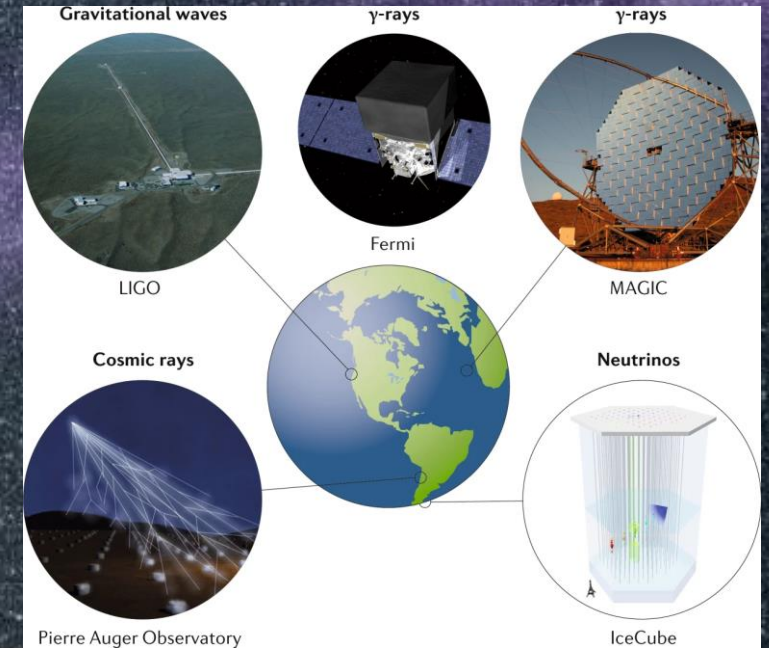 Gravitational waves
γ-rays
γ-rays
LIGO
Fermi
MAGIC
Cosmic rays
Neutrinos
Pierre Auger Observatory
IceCube